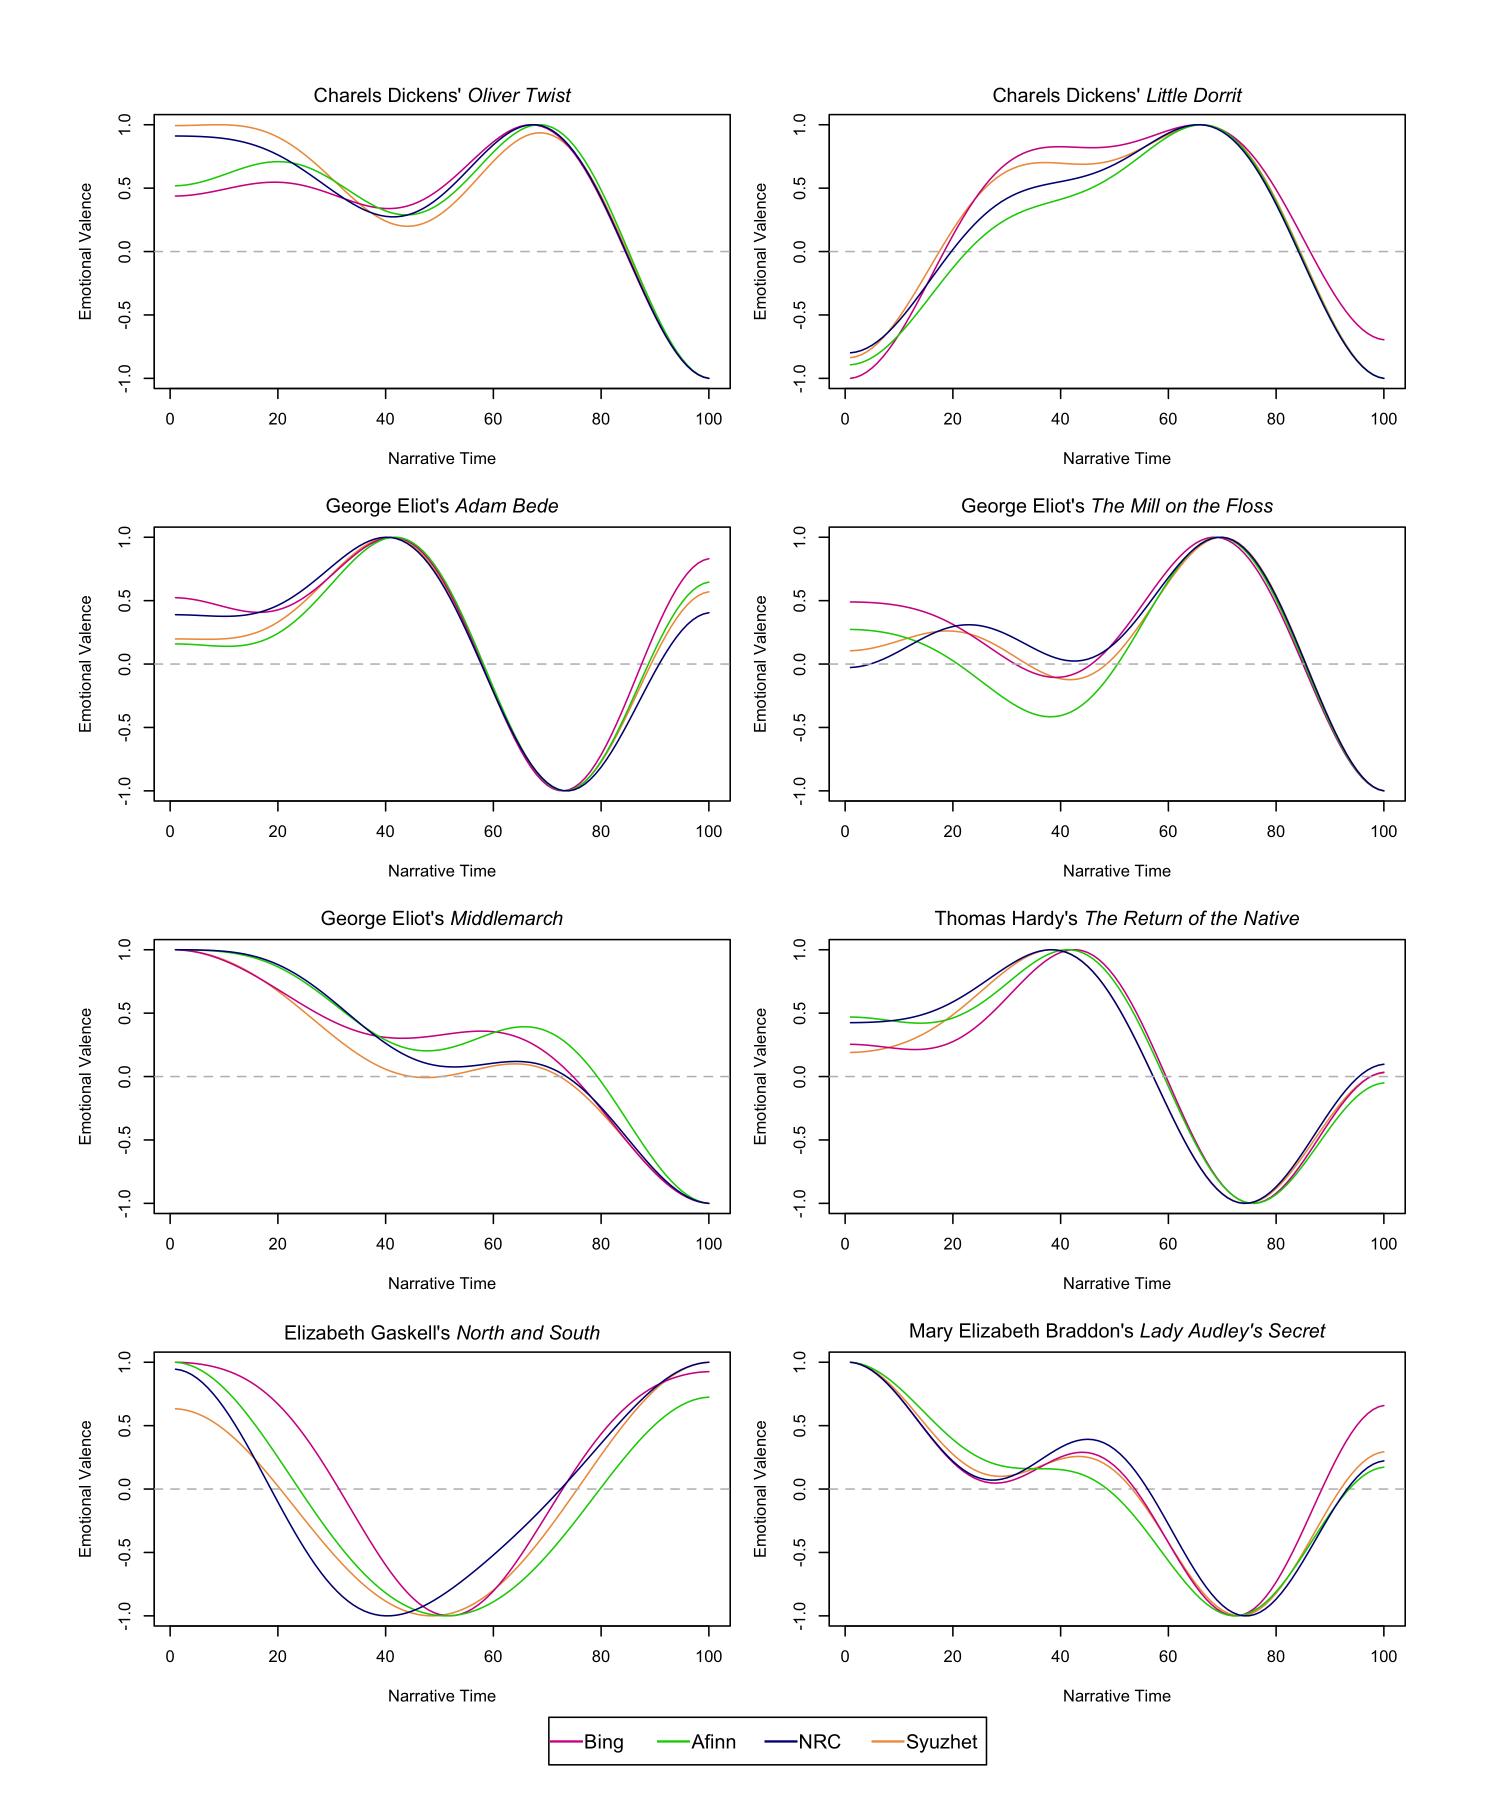 Charels Dickens' Oliver Twist
Emotional Valence
1.0
0.5
0.0
-0.5
-1.0
0 20 40 60 80 100
Narrative Time
Charels Dickens' Little Dorrit
Emotional Valence
1.0
0.5
0.0
-0.5
-1.0
0 20 40 60 80 100
Narrative Time
George Eliot's Adam Bede
Emotional Valence
1.0
0.5
0.0
-0.5
-1.0
0 20 40 60 80 100
Narrative Time
George Eliot's The Mill on the Floss
Emotional Valence
1.0
0.5
0.0
-0.5
-1.0
0 20 40 60 80 100
Narrative Time
George Eliot's Middlemarch
Emotional Valence
1.0
0.5
0.0
-0.5
-1.0
0 20 40 60 80 100
Narrative Time
Thomas Hardy's The Return of the Native
Emotional Valence
1.0
0.5
0.0
-0.5
-1.0
0 20 40 60 80 100
Narrative Time
Elizabeth Gaskell's North and South
Emotional Valence
1.0
0.5
0.0
-0.5
-1.0
0 20 40 60 80 100
Narrative Time
Mary Elizabeth Braddon's Lady Audley's Secret
Emotional Valence
1.0
0.5
0.0
-0.5
-1.0
0 20 40 60 80 100
Narrative Time
Bing Afinn NRC Syuzhet